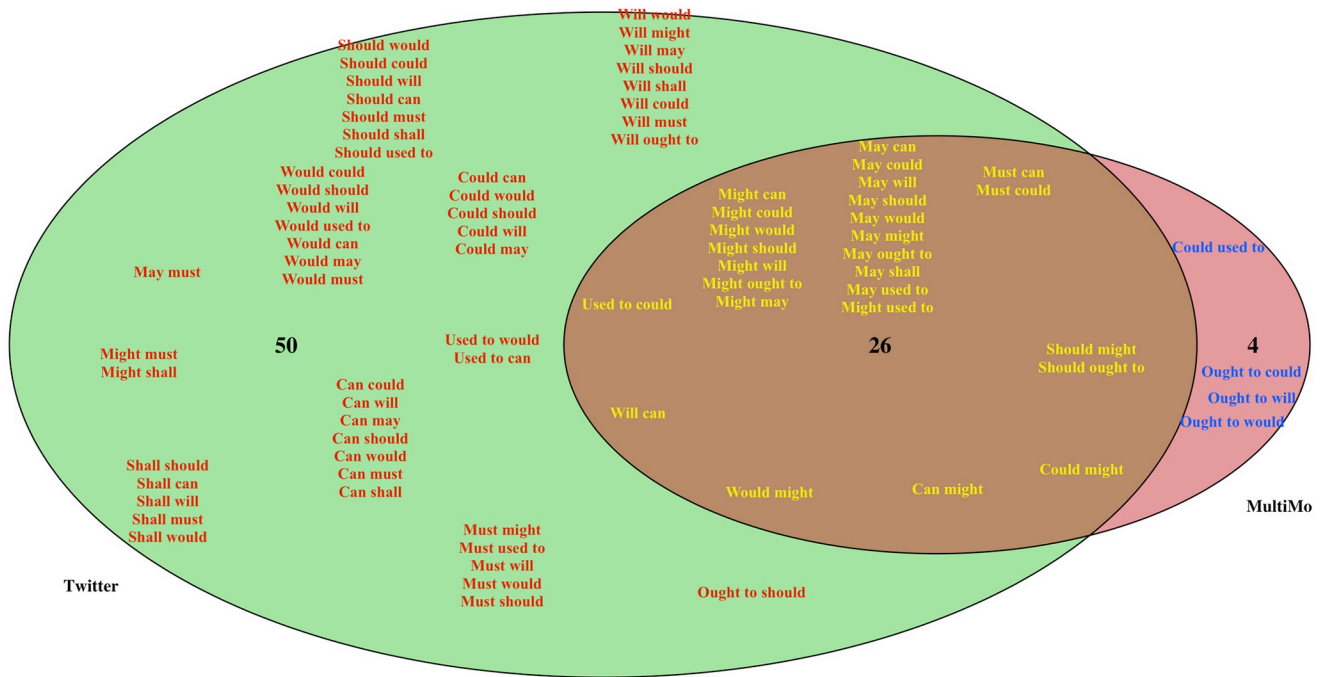 Will would
Will might
Will may
Will should
Will shall
Will could
Will must
Will ought to
Should would
Should could
Should will
Should can
Should must
Should shall
Should used to
Would could
Would should
Would will
Would used to
Would can
Would may
Would must
Could can
Could would
Could should
Could will
Could may
May must
Might must
Might shall
50
Used to would
Used to can
Can could
Can will
Can may
Can should
Can would
Can must
Can shall
Shall should
Shall can
Shall will
Shall must
Shall would
Must might
Must used to
Must will
Must would
Must should
Ought to should
Twitter
May can
May could
May will
May should
May would
May might
May ought to
May shall
May used to
Might used to
Must can
Must could
Might can
Might could
Might would
Might should
Might will
Might ought to
Might may
Used to could
26
Should might
Should ought to
Will can
Could might
Would might
Can might
Could used to
4
Ought to could
Ought to will
Ought to would
MultiMo